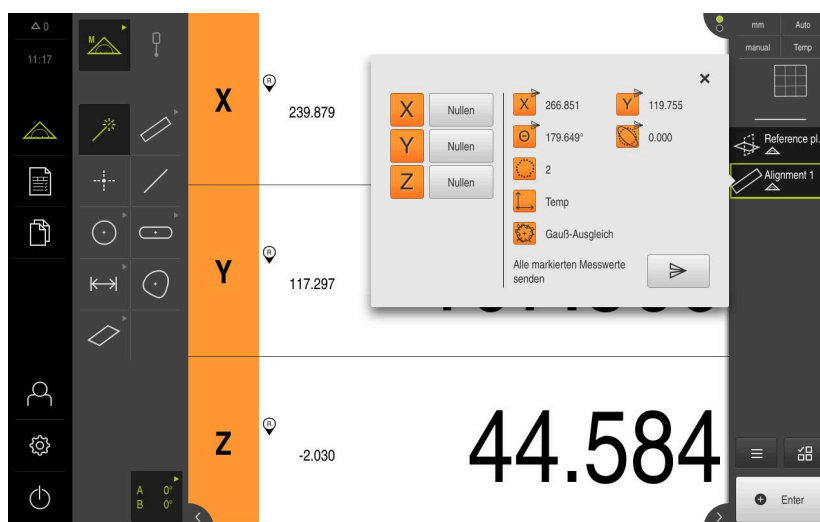 0
11:17
M
A 0°
B 0°
X
R
239.879
Y
R
117.297
Z
R
-2.030
44.584
X Nullen
Y Nullen
Z Nullen
X 266.851
Y 119.755
Θ 179.649°
0.000
2
Temp
Gauß-Ausgleich
Alle markierten Messwerte
senden
mm Auto
manual Temp
Reference pl.
Alignment 1
Enter